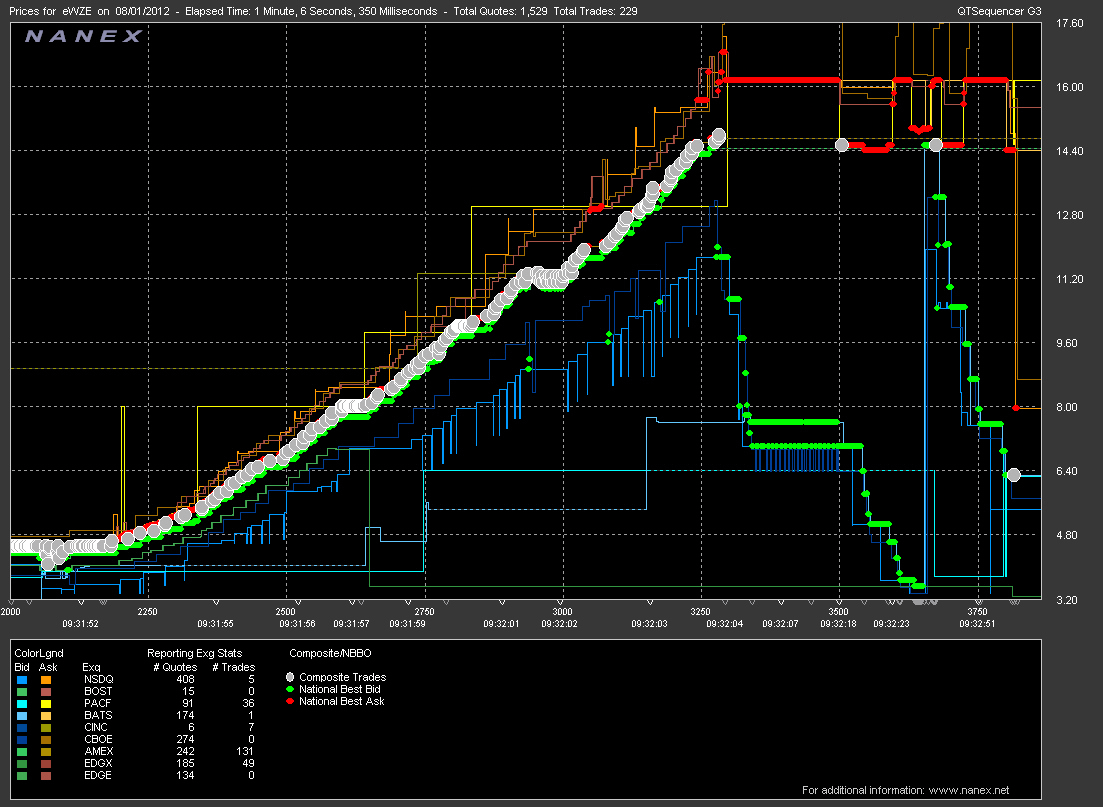 Prices for eWZE on 08/01/2012 - Elapsed Time: 1 Minute, 6 Seconds, 350 Milliseconds - Total Quotes: 1,529 Total Trades: 229 QTSequencer G3
NANEX
17.60
16.00
14.40
12.80
11.20
9.60
8.00
6.40
4.80
3.20
2000 2250 2500 2750 3000 3250 3500 3750
09:31:52 09:31:55 09:31:56 09:31:57 09:31:59 09:32:01 09:32:02 09:32:03 09:32:04 09:32:07 09:32:18 09:32:23 09:32:51
ColorLgnd Reporting Exg Stats Composite/NBBO
Bid Ask Exq # Quotes # Trades
NSDQ 408 5 Composite Trades
BOST 15 0 National Best Bid
PACF 91 36 National Best Ask
BATS 174 1
CINC 6 7
CBOE 274 0
AMEX 242 131
EDGX 185 49
EDGE 134 0
For additional information: www.nanex.net